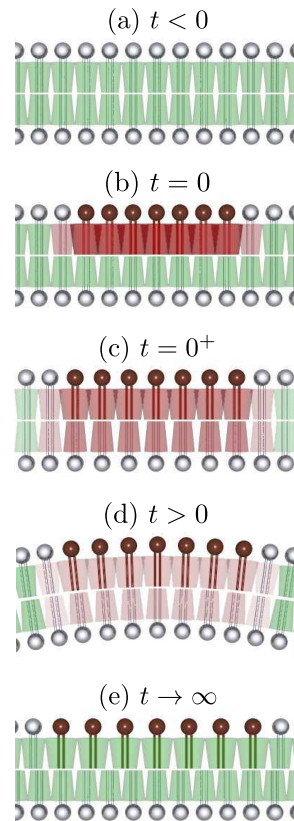 (a) t < 0
(b) t = 0
(c) t = 0⁺
(d) t > 0
(e) t → ∞